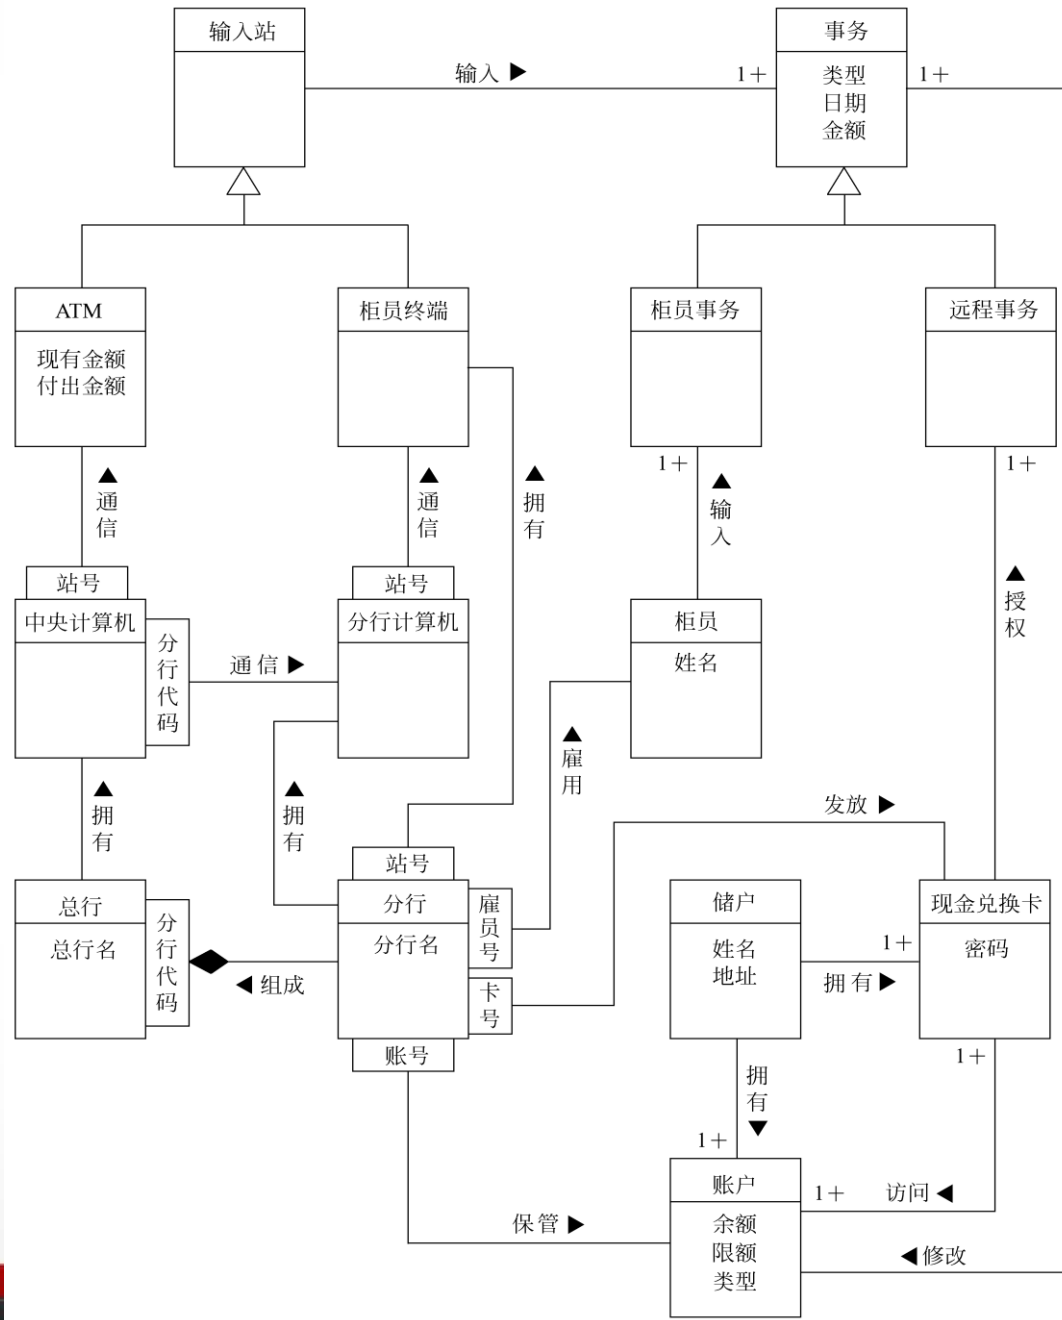 输入站
事务
输入 ▶
1+
1+
类型
日期
金额
ATM
现有金额
付出金额
柜员终端
柜员事务
远程事务
▲
通
信
▲
通
信
▲
拥
有
1+
▲
输
入
1+
站号
中央计算机
分
行
代
码
通信 ▶
站号
分行计算机
柜员
姓名
▲
授
权
▲
拥
有
▲
拥
有
▲
雇
用
发放 ▶
总行
总行名
分
行
代
码
◀ 组成
站号
分行
分行名
雇
员
号
卡
号
账号
储户
姓名
地址
1+
拥有 ▶
现金兑换卡
密码
1+
拥
有
▼
1+
账户
余额
限额
类型
1+
访问 ◀
保管 ▶
◀ 修改